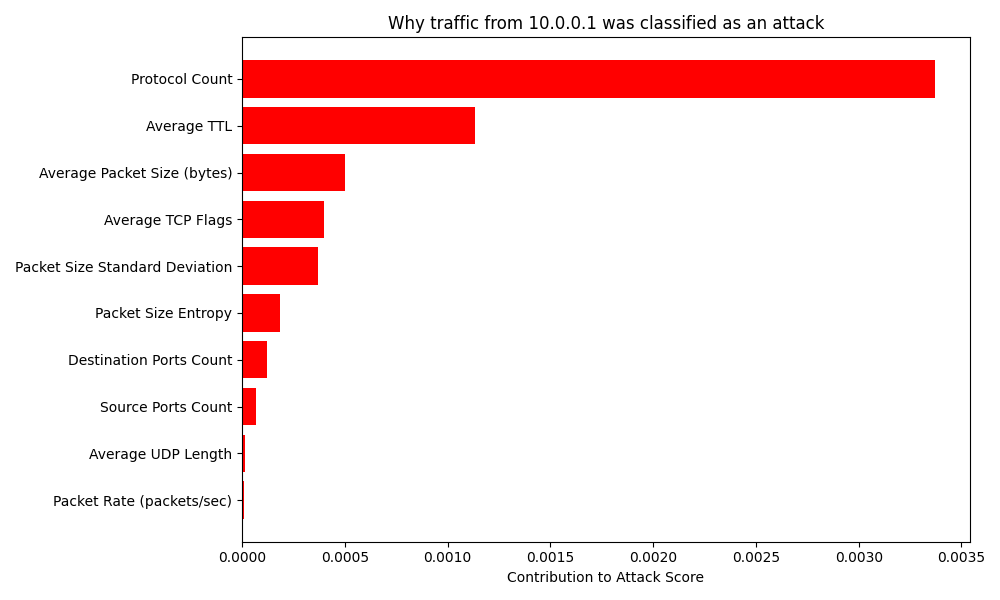 Why traffic from 10.0.0.1 was classified as an attack
Protocol Count
Average TTL
Average Packet Size (bytes)
Average TCP Flags
Packet Size Standard Deviation
Packet Size Entropy
Destination Ports Count
Source Ports Count
Average UDP Length
Packet Rate (packets/sec)
0.0000 0.0005 0.0010 0.0015 0.0020 0.0025 0.0030 0.0035
Contribution to Attack Score